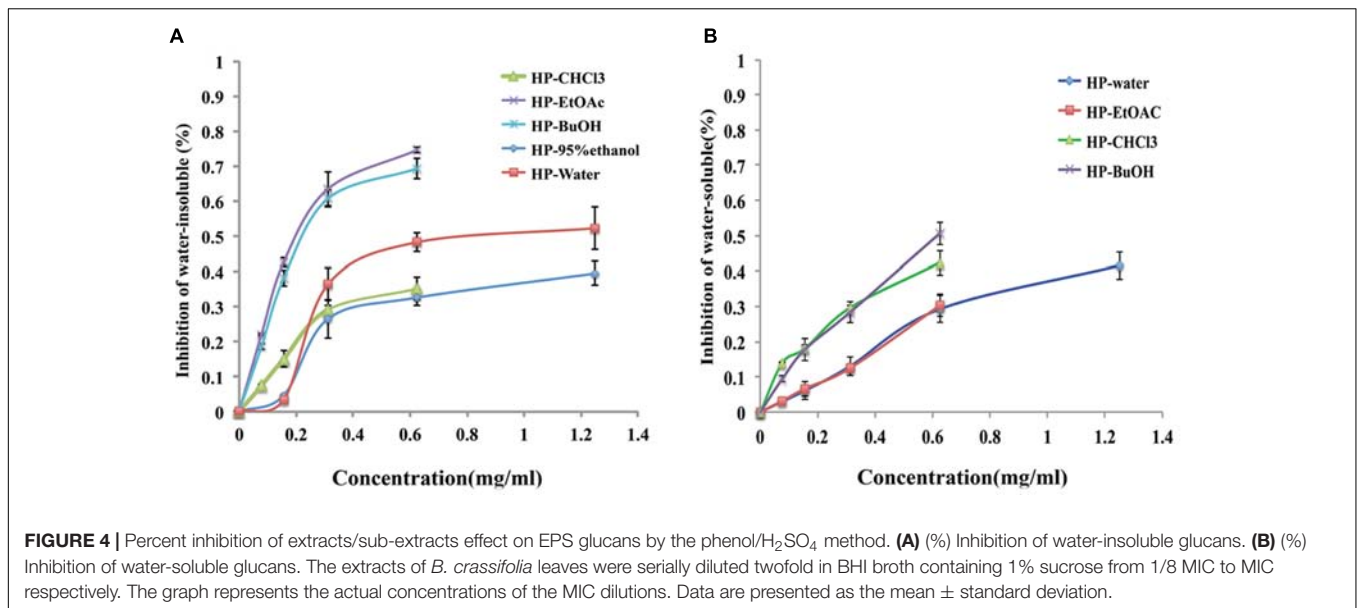 A
B
1
0.9
0.8
0.7
0.6
0.5
0.4
0.3
0.2
0.1
0
Inhibition of water-insoluble (%)
HP-CHCl3
HP-EtOAc
HP-BuOH
HP-95%ethanol
HP-Water
0 0.2 0.4 0.6 0.8 1 1.2 1.4
Concentration(mg/ml)
1
0.9
0.8
0.7
0.6
0.5
0.4
0.3
0.2
0.1
0
Inhibition of water-soluble(%)
HP-water
HP-EtOAC
HP-CHCl3
HP-BuOH
0 0.2 0.4 0.6 0.8 1 1.2 1.4
Concentration(mg/ml)
FIGURE 4 | Percent inhibition of extracts/sub-extracts effect on EPS glucans by the phenol/H₂SO₄ method. (A) (%) Inhibition of water-insoluble glucans. (B) (%)
Inhibition of water-soluble glucans. The extracts of B. crassifolia leaves were serially diluted twofold in BHI broth containing 1% sucrose from 1/8 MIC to MIC
respectively. The graph represents the actual concentrations of the MIC dilutions. Data are presented as the mean ± standard deviation.